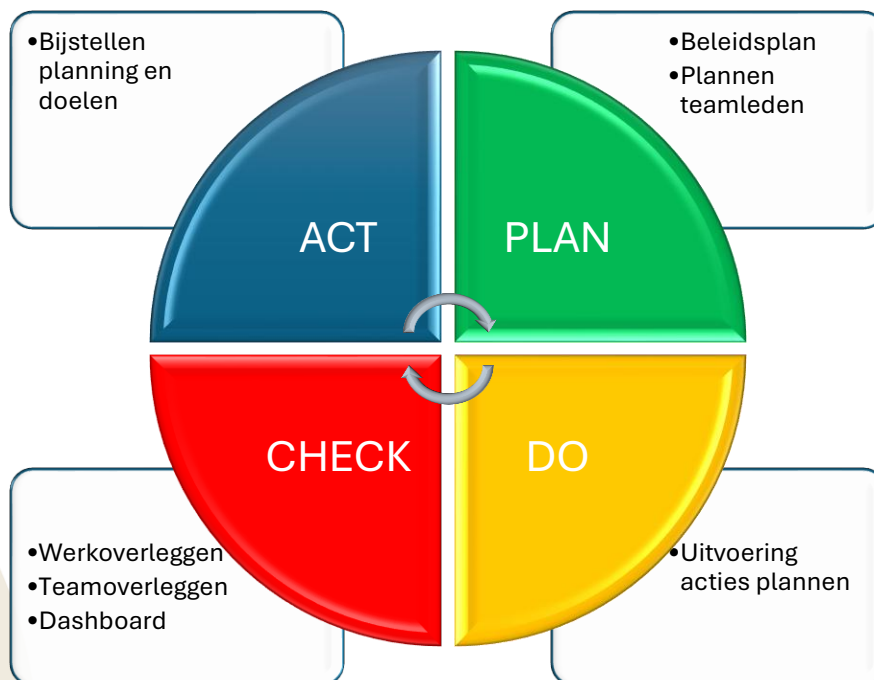 •Bijstellen
planning en
doelen
•Beleidsplan
•Plannen
teamleden
ACT
PLAN
CHECK
DO
•Werkoverleggen
•Teamoverleggen
•Dashboard
•Uitvoering
acties plannen